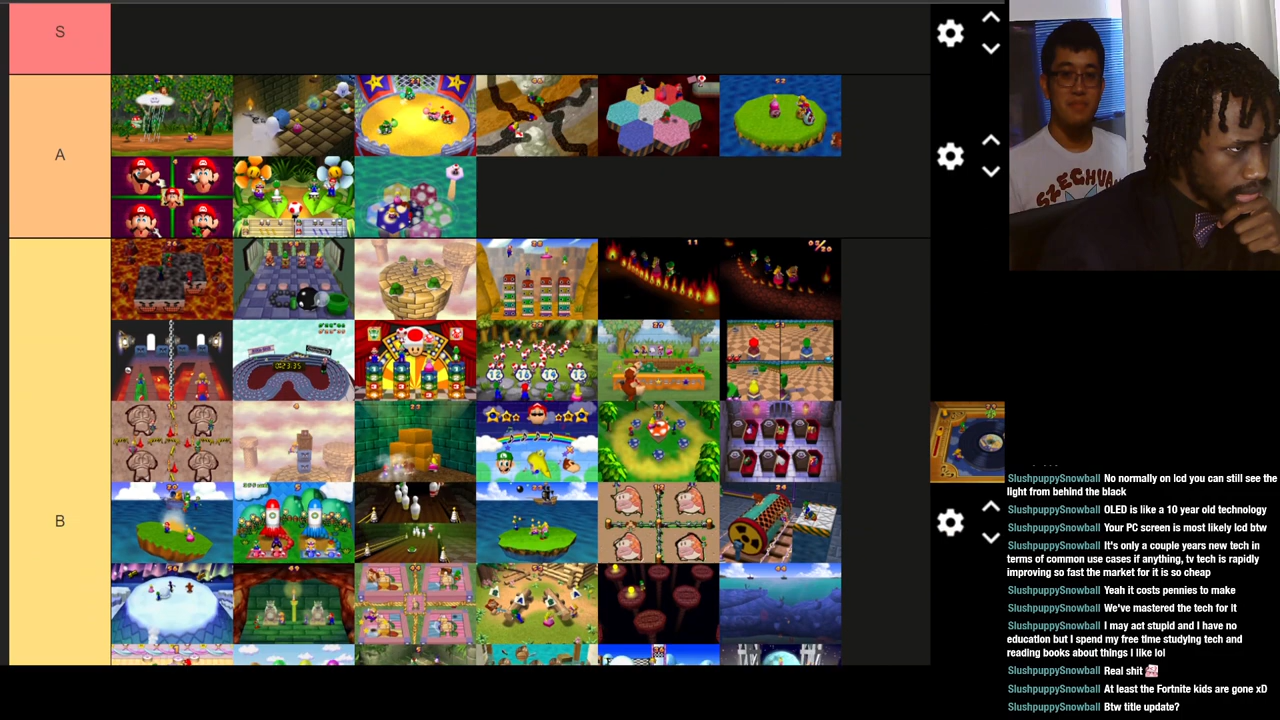 S
A
B
SZECHUAN
SlushpuppySnowball No normally on lcd you can still see the
light from behind the black
SlushpuppySnowball OLED is like a 10 year old technology
SlushpuppySnowball Your PC screen is most likely lcd btw
SlushpuppySnowball It's only a couple years new tech in
terms of common use cases if anything, tv tech is rapidly
improving so fast the market for it is so cheap
SlushpuppySnowball Yeah it costs pennies to make
SlushpuppySnowball We've mastered the tech for it
SlushpuppySnowball I may act stupid and I have no
education but I spend my free time studying tech and
reading books about things I like lol
SlushpuppySnowball Real shit
SlushpuppySnowball At least the Fortnite kids are gone xD
SlushpuppySnowball Btw title update?